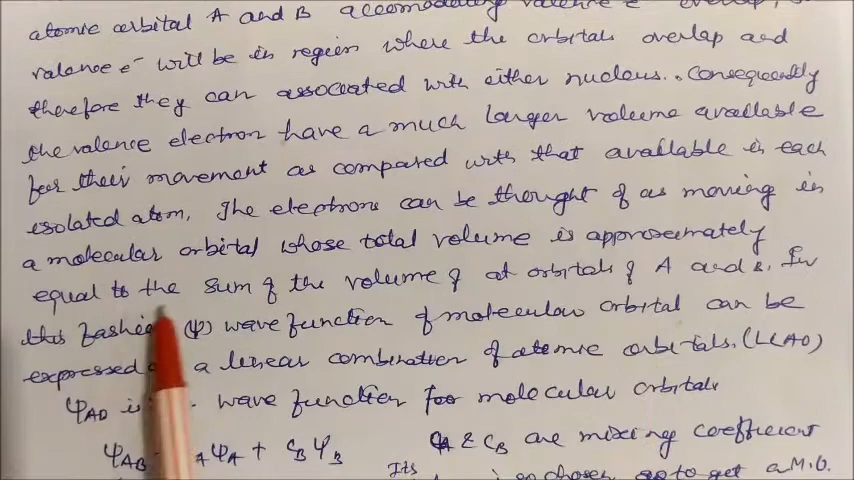 atomic orbital A and B accomodating valence e⁻ overlap,
valence e⁻ will be in region where the orbitals overlap and
therefore they can associated with either nucleus. Consequently
the valence electron have a much larger volume available
for their movement as compared with that available in each
isolated atom. The electrons can be thought of as moving in
a molecular orbital whose total volume is approximately
equal to the sum of the volume of at orbitals of A and B. In
this fashion (ψ) wave function of molecular orbital can be
expressed a linear combination of atomic orbitals. (LCAO)
ψAB wave function for molecular orbitals
ψAB A ψA + CB ψB CA & CB are mixing coefficient
Its chosen so to get a M.O.